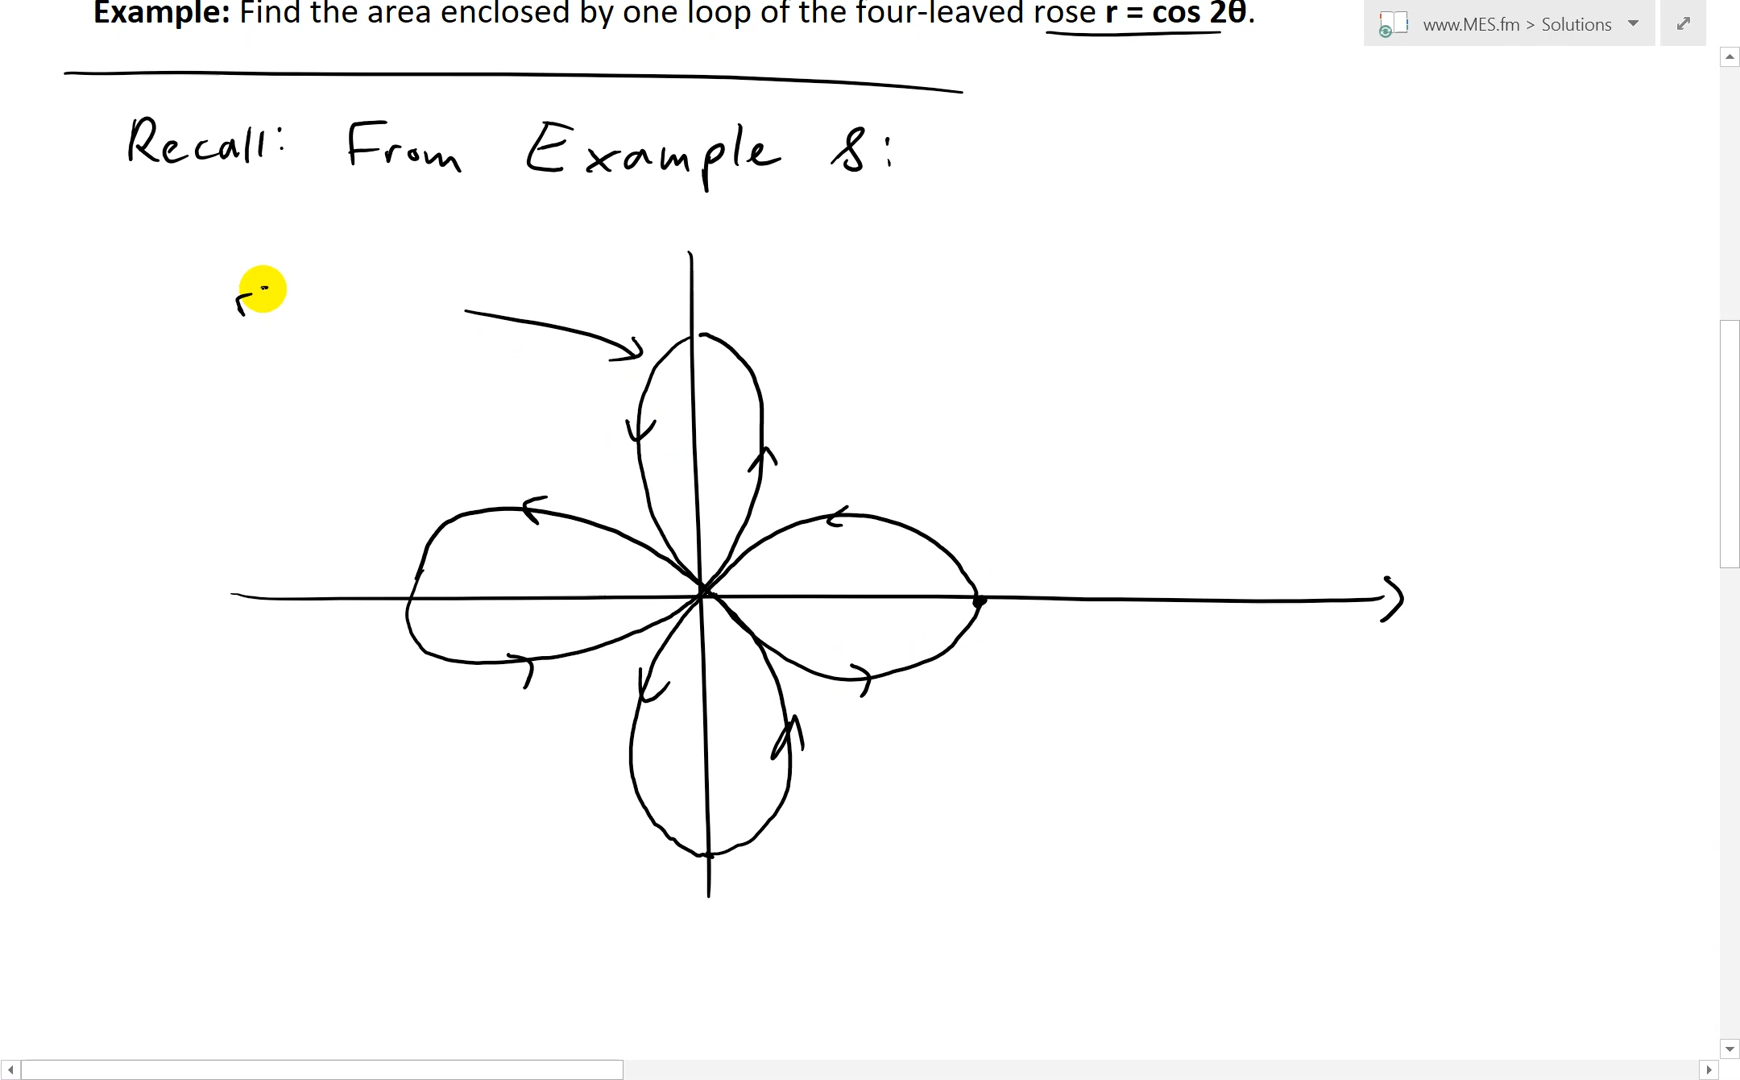 Example: Find the area enclosed by one loop of the four-leaved rose r = cos 2θ.
www.MES.fm > Solutions
Recall: From Example 8:
r